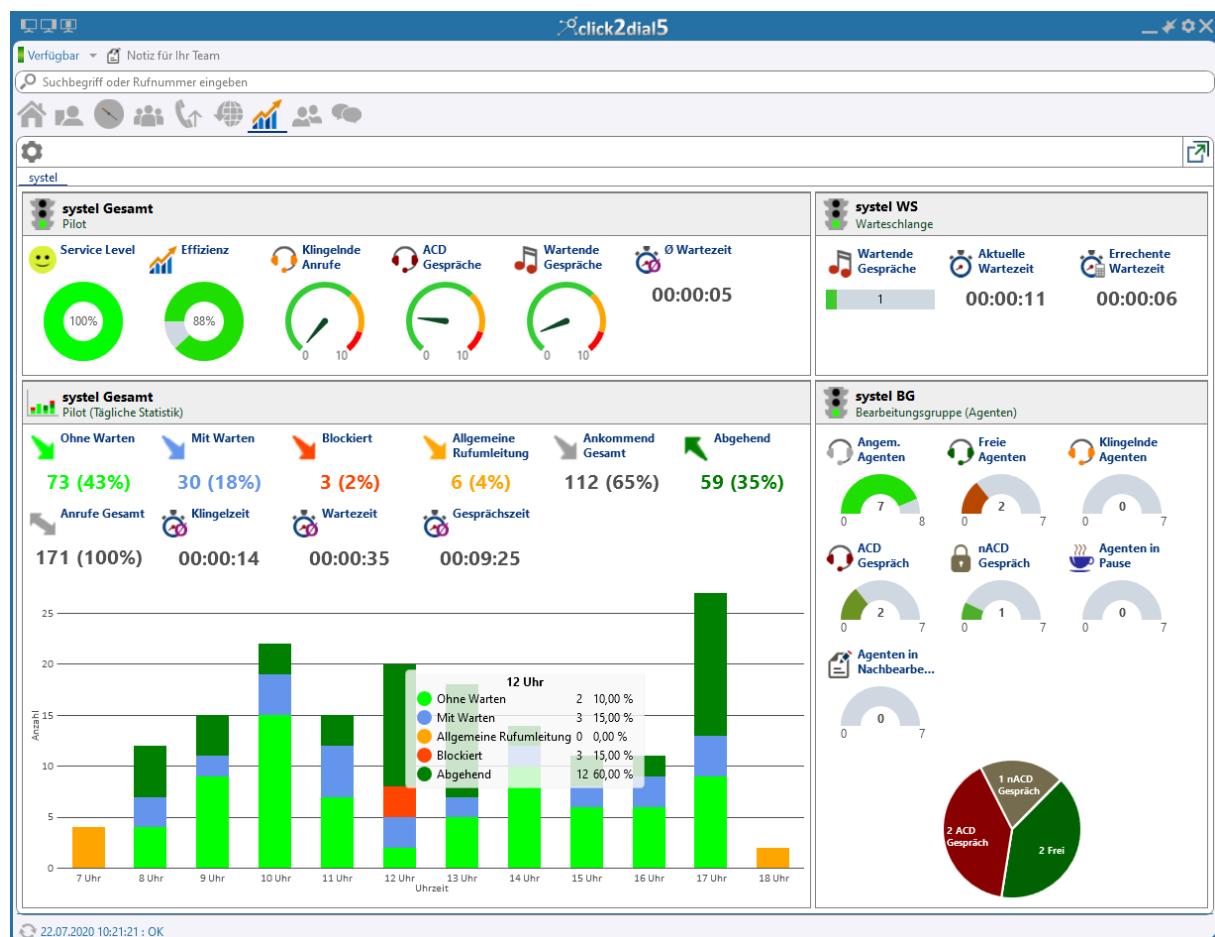 click2dial5
Verfügbar Notiz für Ihr Team
Suchbegriff oder Rufnummer eingeben
systel
systel Gesamt
Pilot
Service Level
Effizienz
Klingelnde
Anrufe
ACD
Gespräche
Wartende
Gespräche
Ø Wartezeit
100%
88%
0 10
0 10
0 10
00:00:05
systel WS
Warteschlange
Wartende
Gespräche
Aktuelle
Wartezeit
Errechente
Wartezeit
1
00:00:11
00:00:06
systel Gesamt
Pilot (Tägliche Statistik)
Ohne Warten
Mit Warten
Blockiert
Allgemeine
Rufumleitung
Ankommend
Gesamt
Abgehend
73 (43%)
30 (18%)
3 (2%)
6 (4%)
112 (65%)
59 (35%)
Anrufe Gesamt
Klingelzeit
Wartezeit
Gesprächszeit
171 (100%)
00:00:14
00:00:35
00:09:25
Anzahl
25
20
15
10
5
0
12 Uhr
Ohne Warten 2 10,00 %
Mit Warten 3 15,00 %
Allgemeine Rufumleitung 0 0,00 %
Blockiert 3 15,00 %
Abgehend 12 60,00 %
7 Uhr 8 Uhr 9 Uhr 10 Uhr 11 Uhr 12 Uhr 13 Uhr 14 Uhr 15 Uhr 16 Uhr 17 Uhr 18 Uhr
Uhrzeit
systel BG
Bearbeitungsgruppe (Agenten)
Angem.
Agenten
Freie
Agenten
Klingelnde
Agenten
7
0 8
2
0 7
0
0 7
ACD
Gespräch
nACD
Gespräch
Agenten in
Pause
2
0 7
1
0 7
0
0 7
Agenten in
Nachbearbe...
0
0 7
1 nACD
Gespräch
2 ACD
Gespräch
2 Frei
22.07.2020 10:21:21 : OK